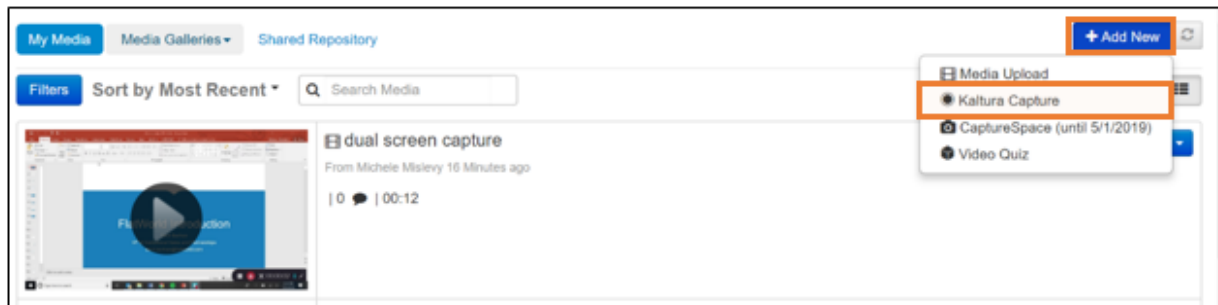 My Media Media Galleries Shared Repository + Add New
Filters Sort by Most Recent Search Media
Media Upload
Kaltura Capture
CaptureSpace (until 5/1/2019)
Video Quiz
dual screen capture
From Michele Mislevy 16 Minutes ago
| 0 | 00:12